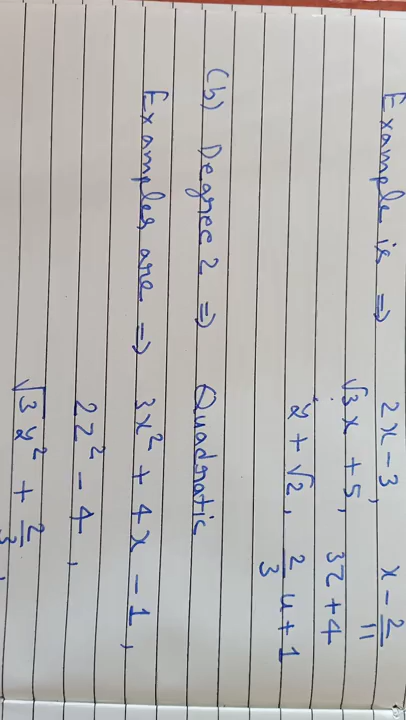 Example is ⇒ 2x - 3, x - 2/11
√3x + 5, 3z + 4
y + √2, 2/3 u + 1
(b) Degree 2 ⇒ Quadratic
Examples are ⇒ 3x² + 4x - 1,
2z² - 4,
√3 y² + 2/3,